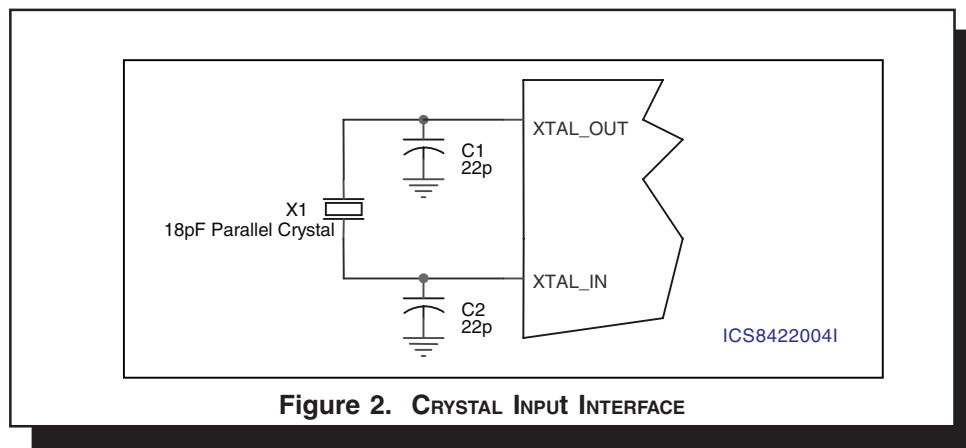 XTAL_OUT
C1
22p
X1
18pF Parallel Crystal
XTAL_IN
C2
22p
ICS8422004I
Figure 2. CRYSTAL INPUt INTERFACE